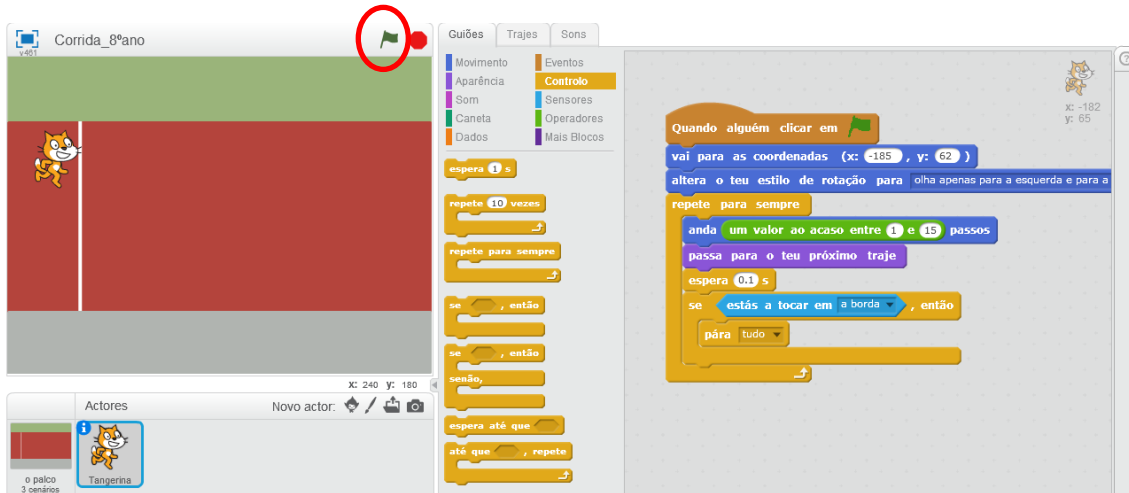 Corrida_8ºano
v461
X: 240 y: 180
Actores
Novo actor:
o palco
3 cenários
Tangerina
Guiões
Trajes
Sons
Movimento
Eventos
Aparência
Controlo
Som
Sensores
Caneta
Operadores
Dados
Mais Blocos
espera 1 s
repete 10 vezes
repete para sempre
se , então
se , então
senão,
espera até que
até que , repete
x: -182
y: 65
Quando alguém clicar em
vai para as coordenadas (x: -185 , y: 62 )
altera o teu estilo de rotação para olha apenas para a esquerda e para a
repete para sempre
anda um valor ao acaso entre 1 e 15 passos
passa para o teu próximo traje
espera 0.1 s
se estás a tocar em a borda , então
pára tudo
?